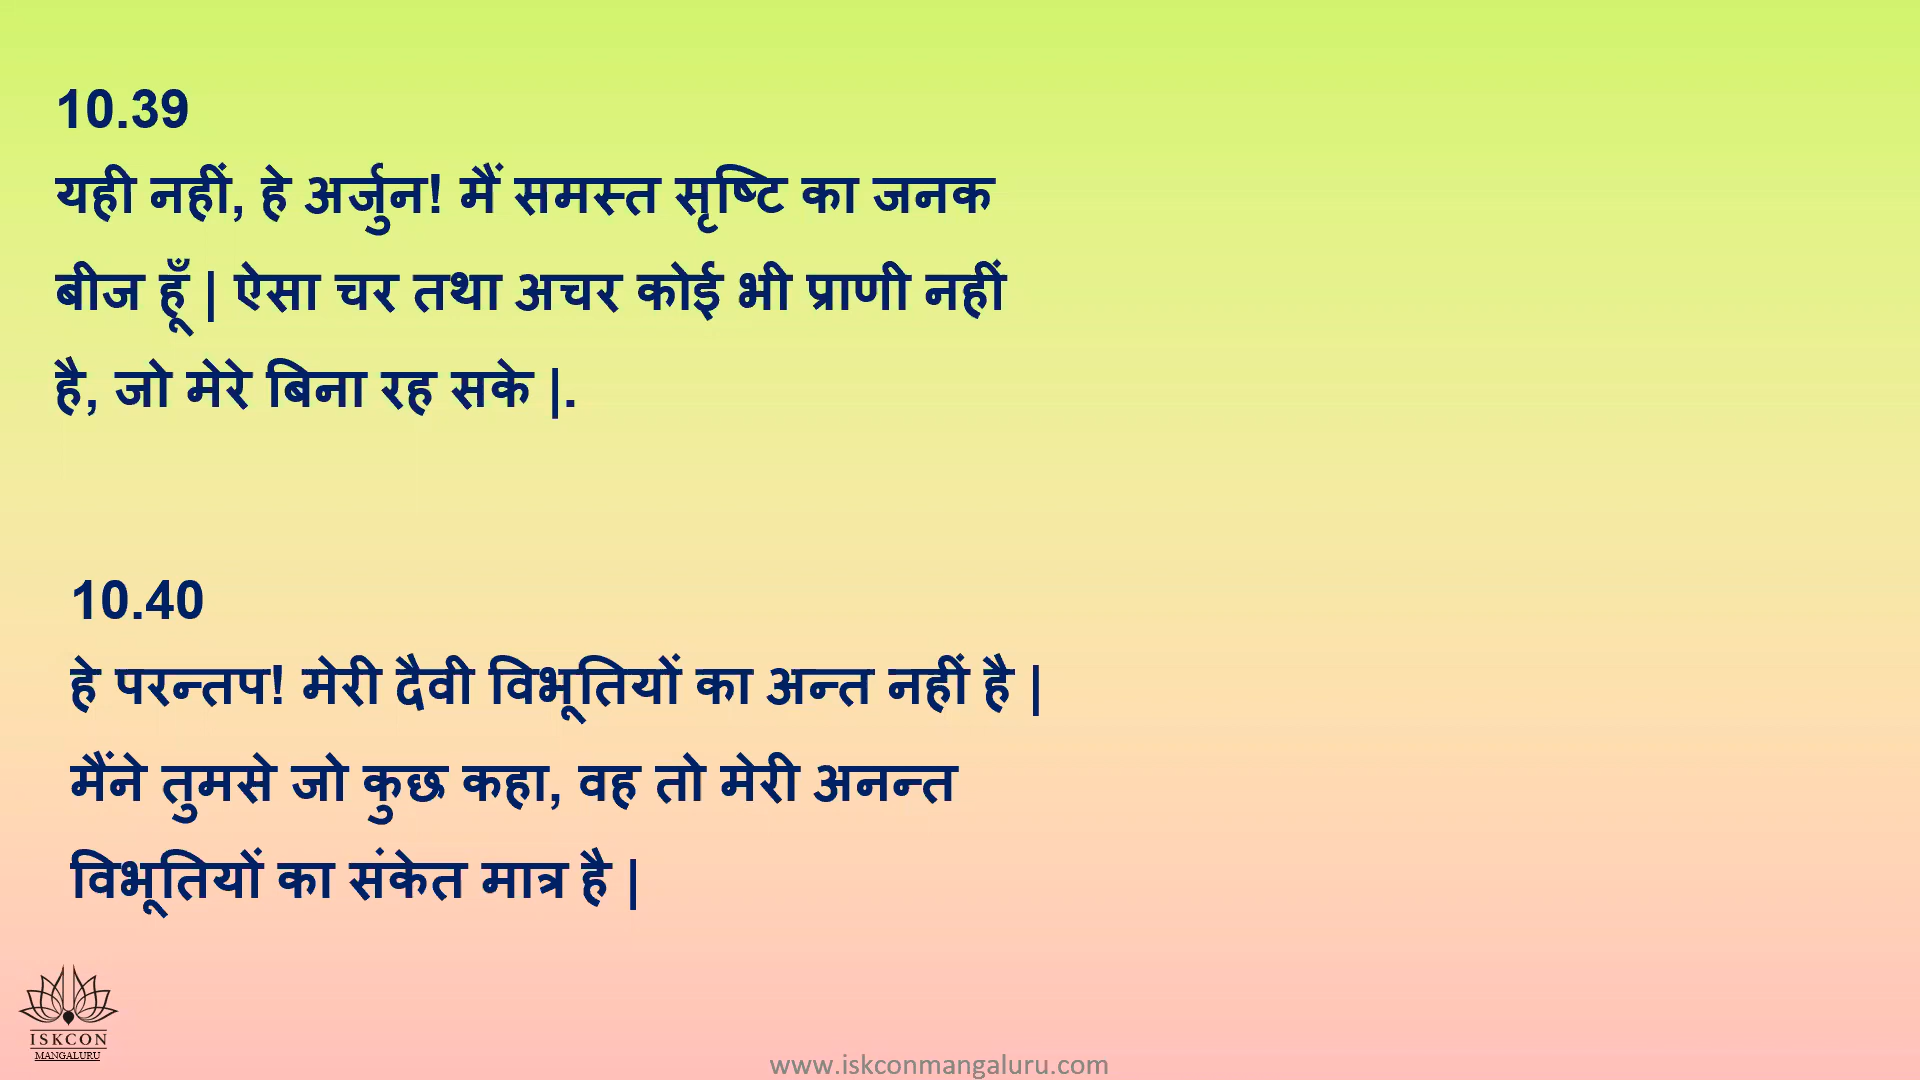 10.39
यही नहीं, हे अर्जुन! मैं समस्त सृष्टि का जनक
बीज हूँ | ऐसा चर तथा अचर कोई भी प्राणी नहीं
है, जो मेरे बिना रह सके |.
10.40
हे परन्तप! मेरी दैवी विभूतियों का अन्त नहीं है |
मैंने तुमसे जो कुछ कहा, वह तो मेरी अनन्त
विभूतियों का संकेत मात्र है |
ISKCON
MANGALURU
www.iskconmangaluru.com